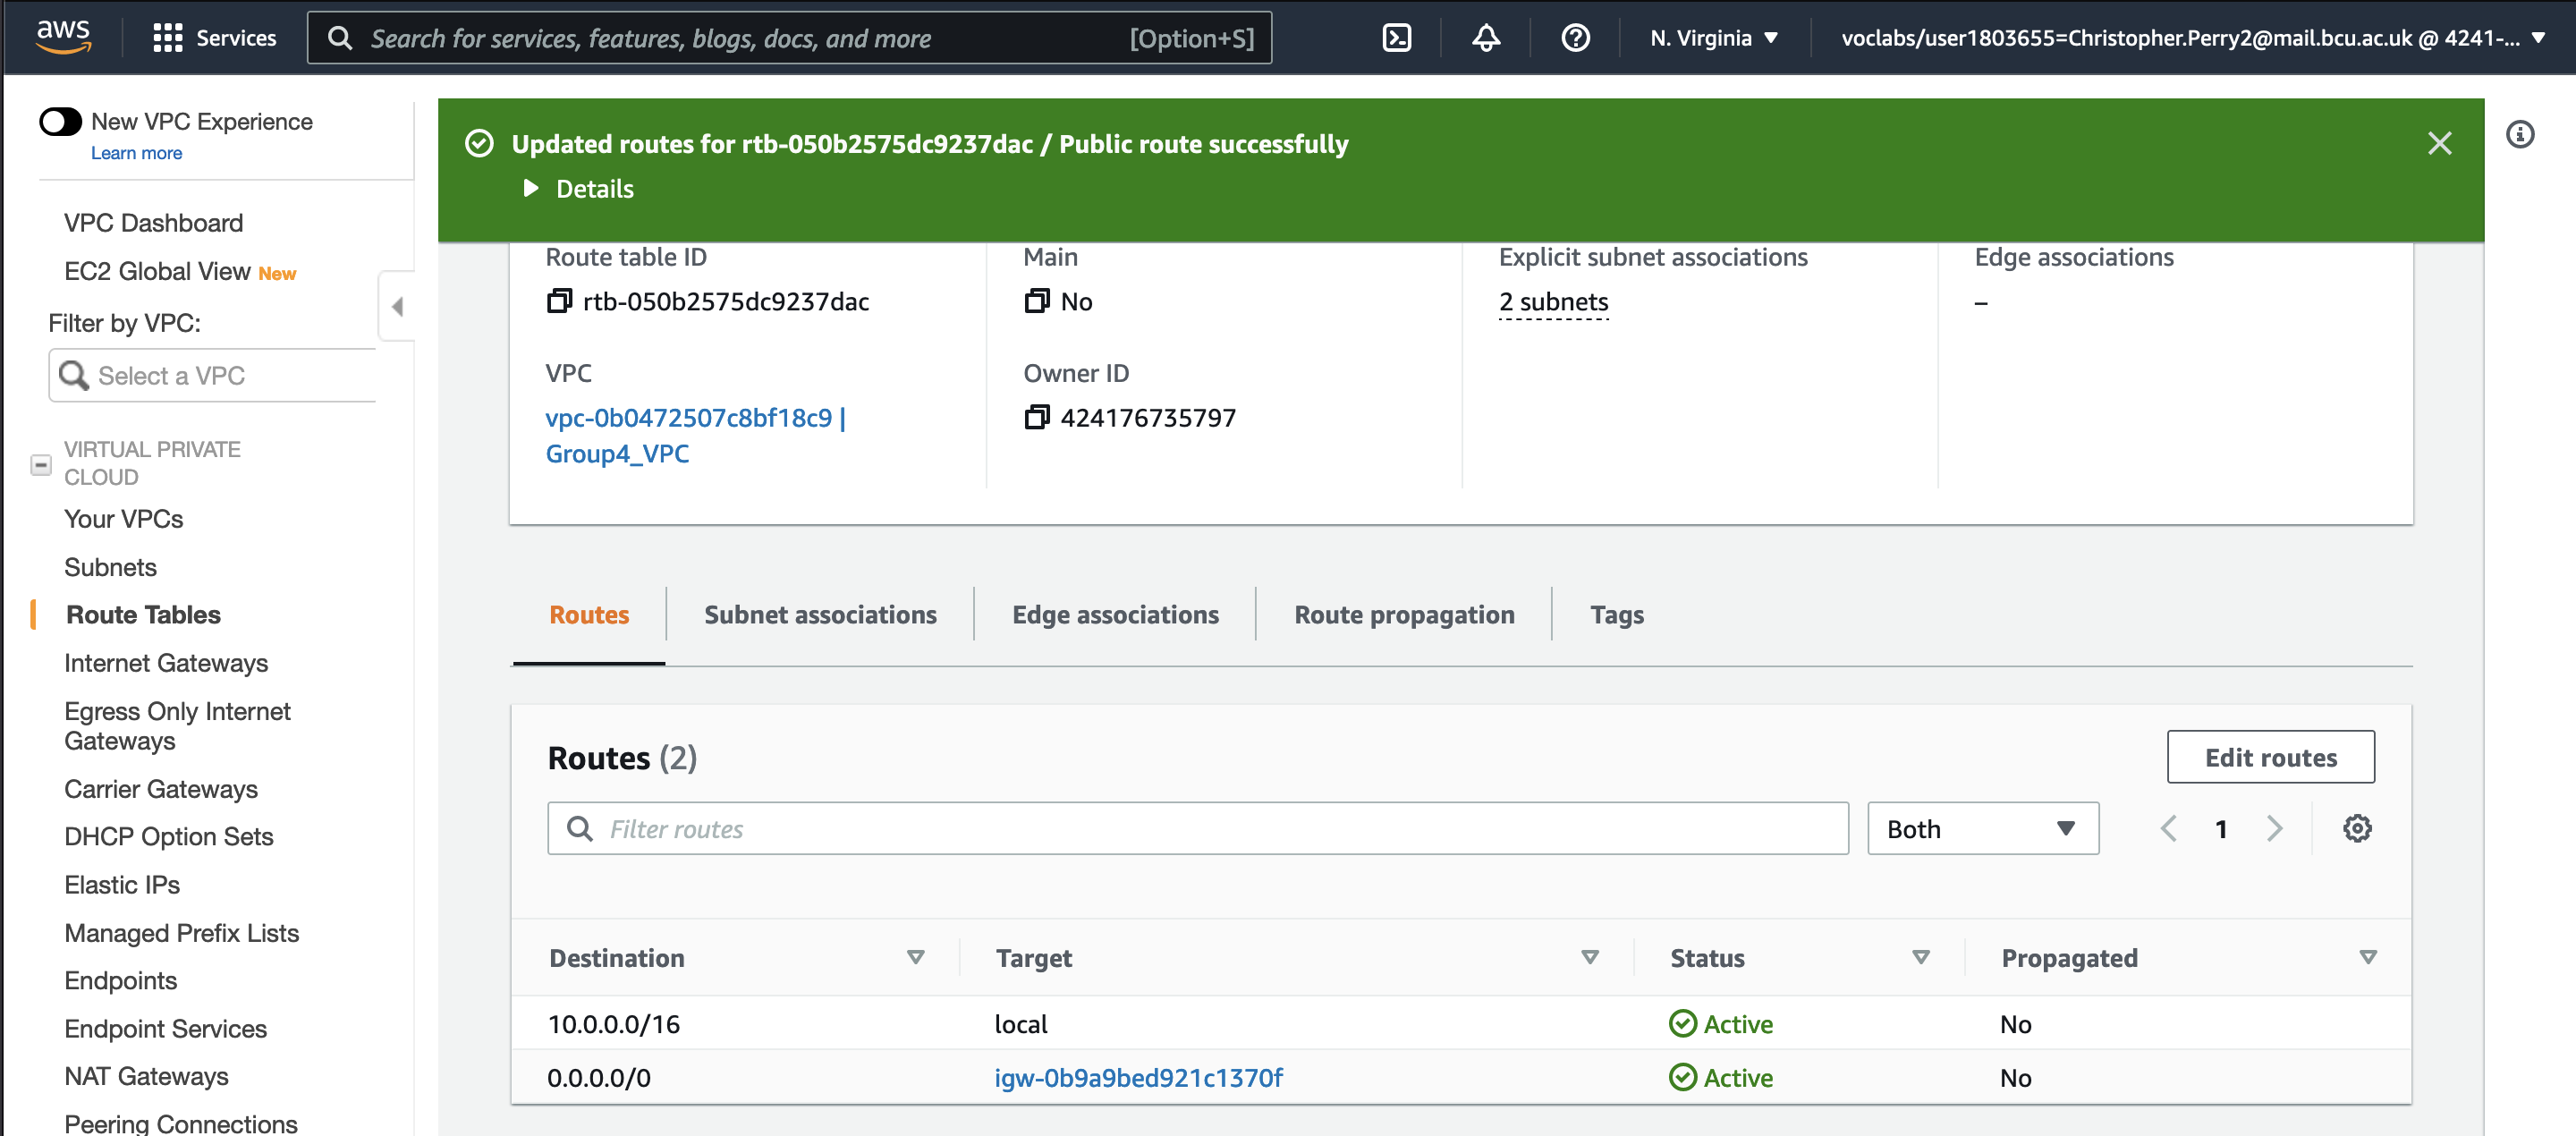 aws
Services
Search for services, features, blogs, docs, and more
[Option+S]
N. Virginia
voclabs/user1803655=Christopher.Perry2@mail.bcu.ac.uk @ 4241-...
New VPC Experience
Learn more
VPC Dashboard
EC2 Global View New
Filter by VPC:
Select a VPC
VIRTUAL PRIVATE
CLOUD
Your VPCs
Subnets
Route Tables
Internet Gateways
Egress Only Internet
Gateways
Carrier Gateways
DHCP Option Sets
Elastic IPs
Managed Prefix Lists
Endpoints
Endpoint Services
NAT Gateways
Peering Connections
Updated routes for rtb-050b2575dc9237dac / Public route successfully
Details
Route table ID
rtb-050b2575dc9237dac
Main
No
Explicit subnet associations
2 subnets
Edge associations
–
VPC
vpc-0b0472507c8bf18c9 |
Group4_VPC
Owner ID
424176735797
Routes
Subnet associations
Edge associations
Route propagation
Tags
Routes (2)
Edit routes
Filter routes
Both
1
Destination Target Status Propagated
10.0.0.0/16 local Active No
0.0.0.0/0 igw-0b9a9bed921c1370f Active No